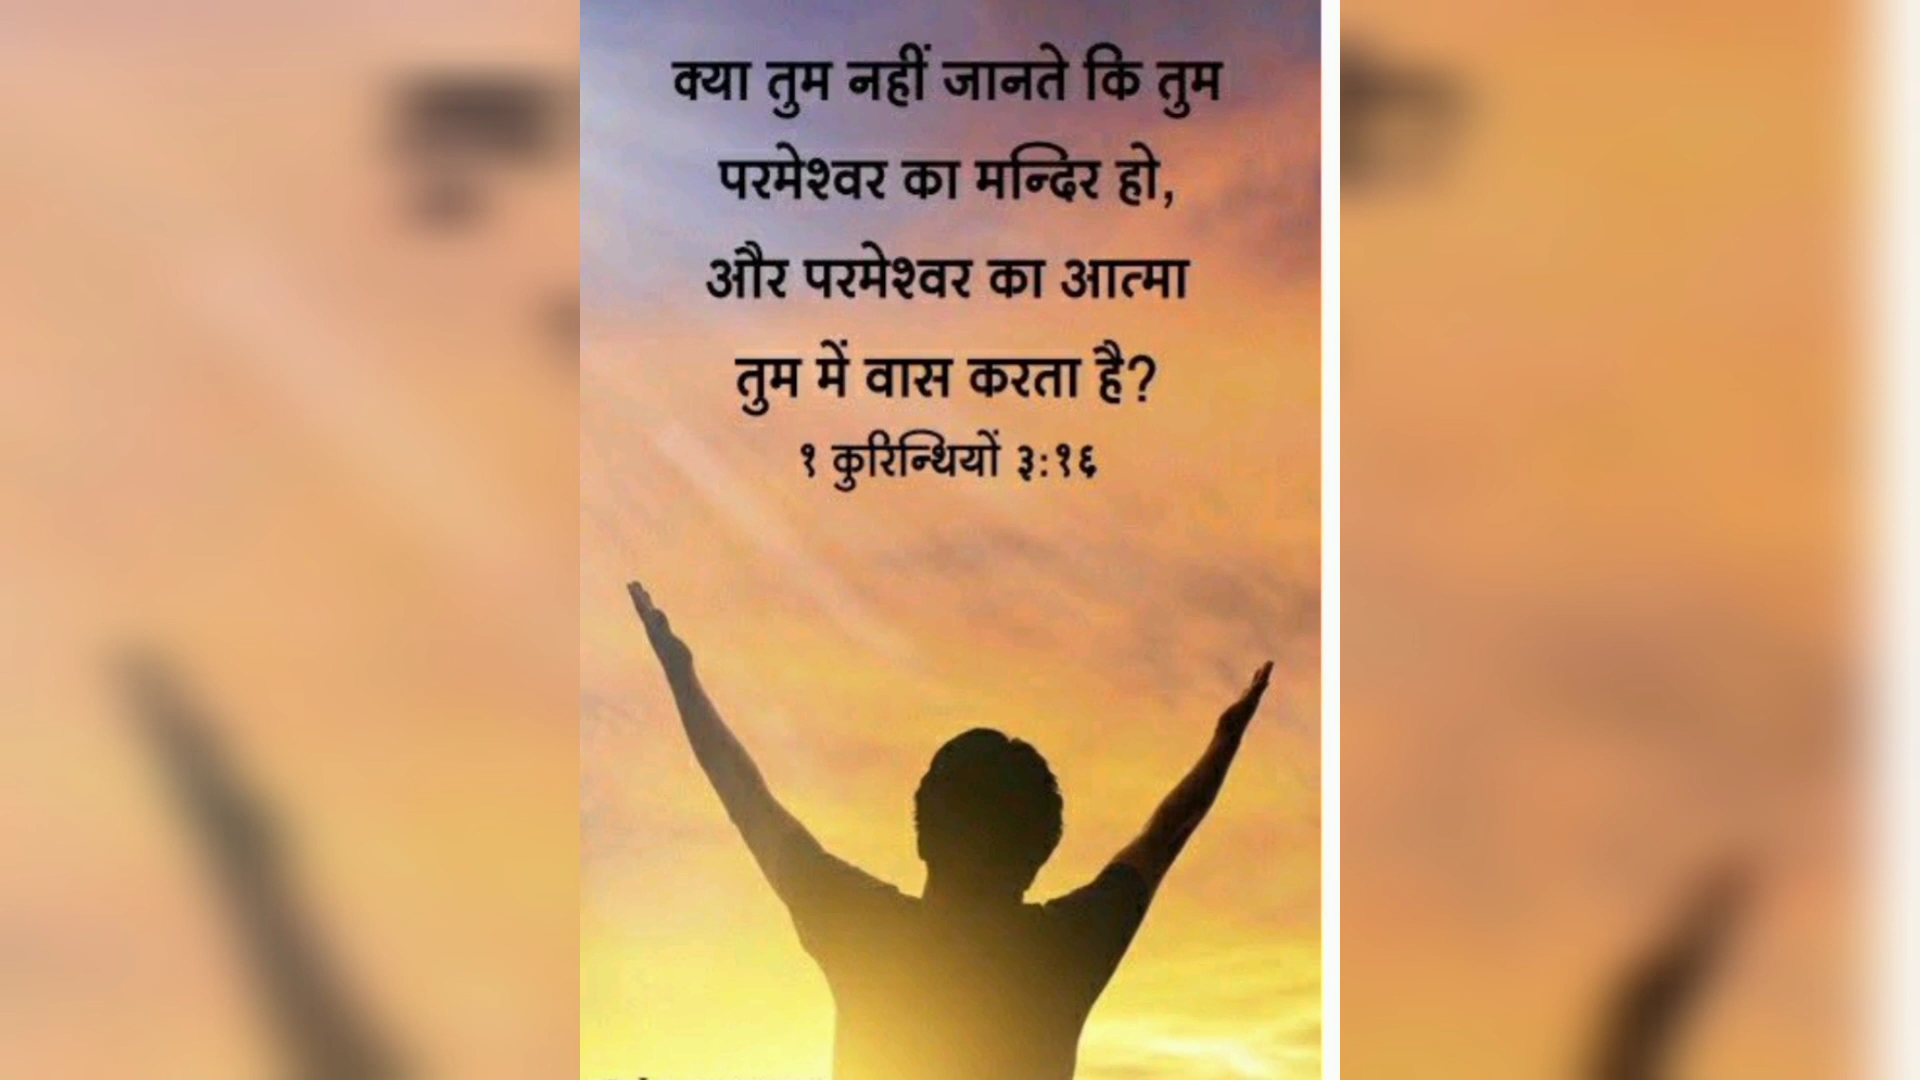 क्या तुम नहीं जानते कि तुम
परमेश्वर का मन्दिर हो,
और परमेश्वर का आत्मा
तुम में वास करता है?
१ कुरिन्थियों ३:१६